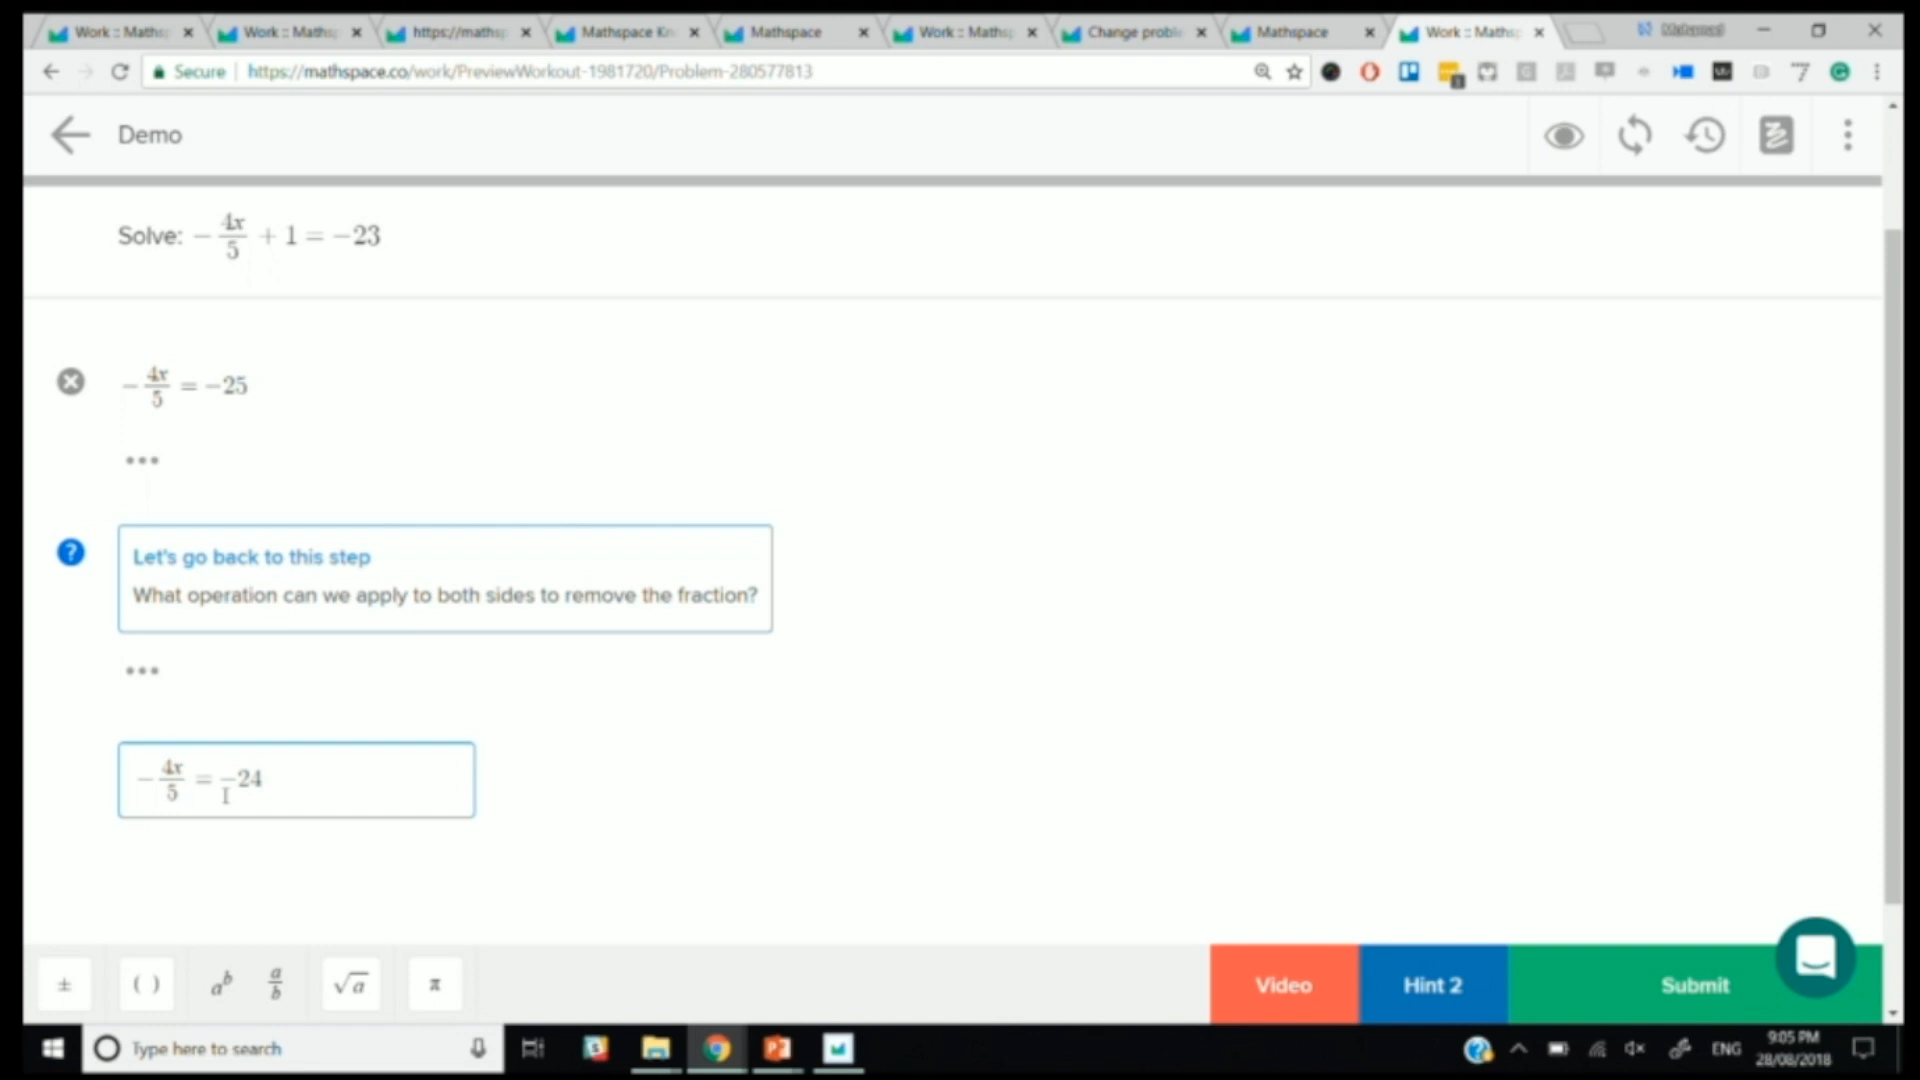 Work :: Maths
Work :: Maths
https://maths
Mathspace Kn
Mathspace
Work :: Maths
Change proble
Mathspace
Work :: Maths
Secure
https://mathspace.co/work/PreviewWorkout-1981720/Problem-280577813
Demo
Solve: −4x/5 + 1 = −23
−4x/5 = −25
•••
? Let's go back to this step
What operation can we apply to both sides to remove the fraction?
•••
−4x/5 = −24
± ( ) a^b a/b √a π
Video
Hint 2
Submit
Type here to search
ENG
9:05 PM
28/08/2018